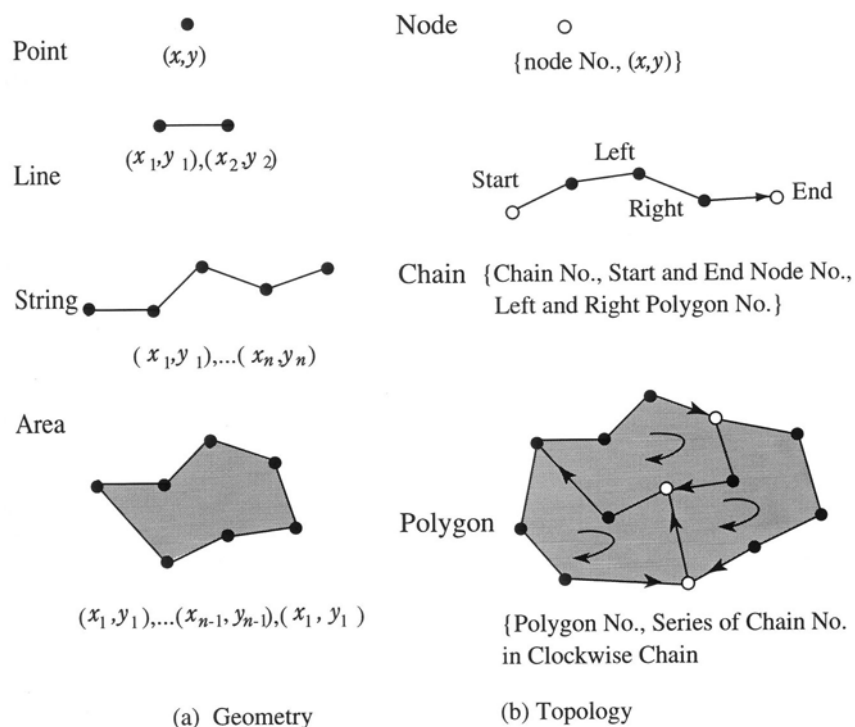 Point
(x,y)
(x1,y1),(x2,y2)
Line
String
(x1,y1),...(xn,yn)
Area
(x1,y1),...(xn-1,yn-1),(x1,y1)
(a) Geometry
Node
{node No., (x,y)}
Start
Left
Right
End
Chain {Chain No., Start and End Node No.,
Left and Right Polygon No.}
Polygon
{Polygon No., Series of Chain No.
in Clockwise Chain
(b) Topology